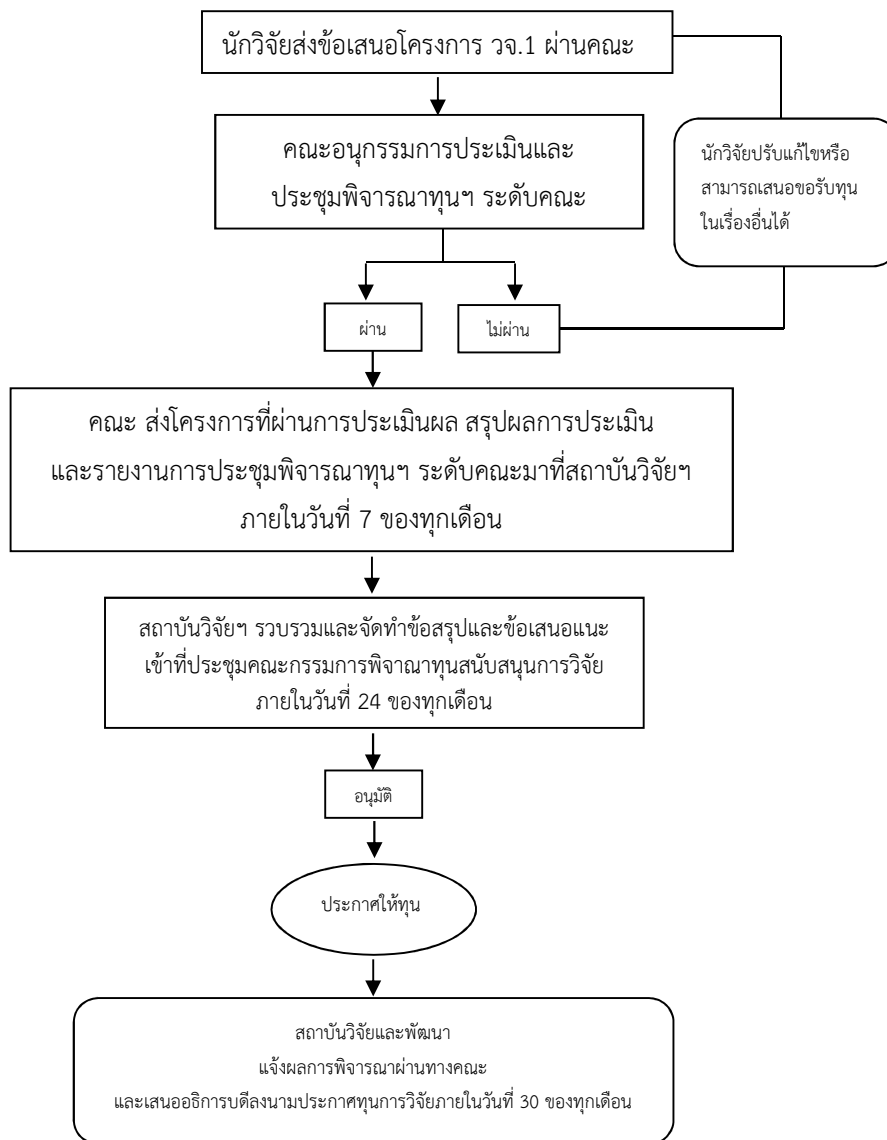 นักวิจัยส่งข้อเสนอโครงการ วจ.1 ผ่านคณะ
คณะอนุกรรมการประเมินและ
ประชุมพิจารณาทุนฯ ระดับคณะ
นักวิจัยปรับแก้ไขหรือ
สามารถเสนอขอรับทุน
ในเรื่องอื่นได้
ผ่าน
ไม่ผ่าน
คณะ ส่งโครงการที่ผ่านการประเมินผล สรุปผลการประเมิน
และรายงานการประชุมพิจารณาทุนฯ ระดับคณะมาที่สถาบันวิจัยฯ
ภายในวันที่ 7 ของทุกเดือน
สถาบันวิจัยฯ รวบรวมและจัดทำข้อสรุปและข้อเสนอแนะ
เข้าที่ประชุมคณะกรรมการพิจาณาทุนสนับสนุนการวิจัย
ภายในวันที่ 24 ของทุกเดือน
อนุมัติ
ประกาศให้ทุน
สถาบันวิจัยและพัฒนา
แจ้งผลการพิจารณาผ่านทางคณะ
และเสนออธิการบดีลงนามประกาศทุนการวิจัยภายในวันที่ 30 ของทุกเดือน